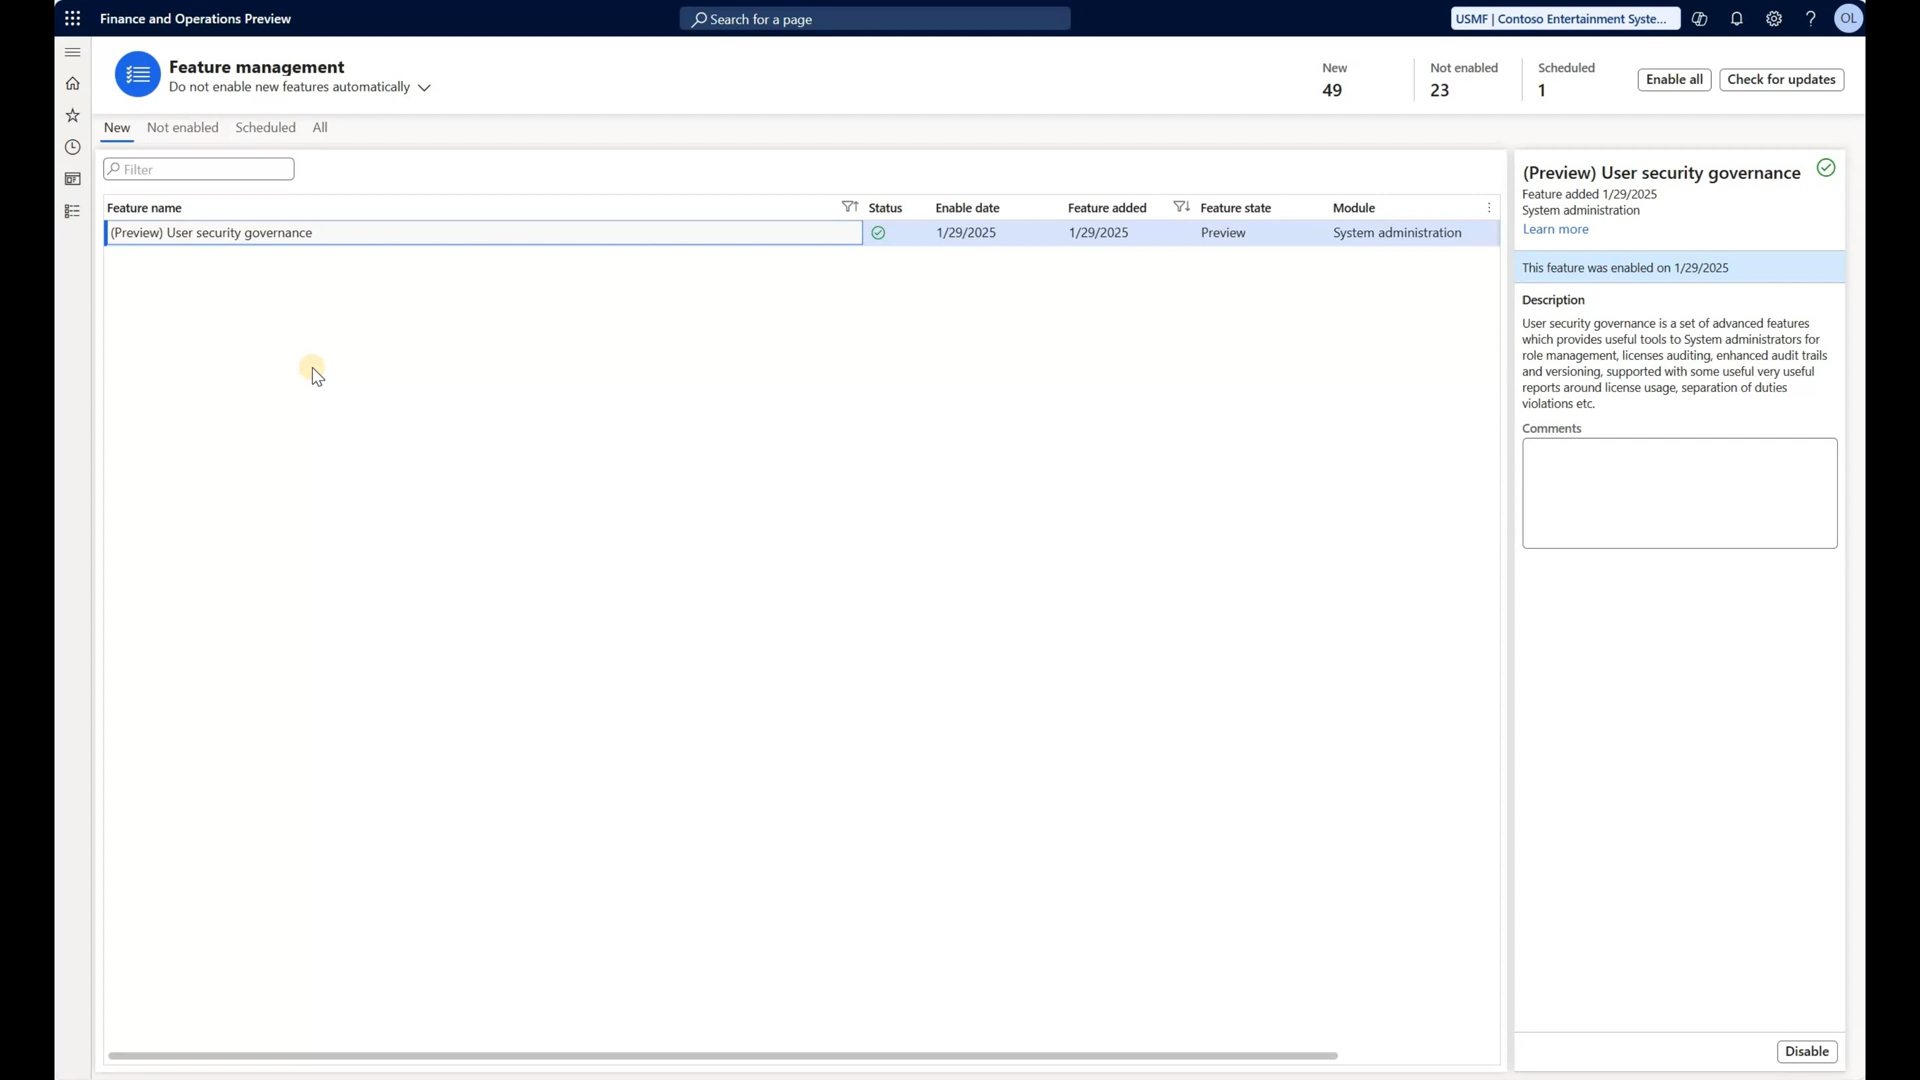 Finance and Operations Preview
Search for a page
USMF | Contoso Entertainment Syste...
?
OL
Feature management
Do not enable new features automatically
New
49
Not enabled
23
Scheduled
1
Enable all
Check for updates
New Not enabled Scheduled All
Filter
Feature name Status Enable date Feature added Feature state Module
(Preview) User security governance 1/29/2025 1/29/2025 Preview System administration
(Preview) User security governance
Feature added 1/29/2025
System administration
Learn more
This feature was enabled on 1/29/2025
Description
User security governance is a set of advanced features
which provides useful tools to System administrators for
role management, licenses auditing, enhanced audit trails
and versioning, supported with some useful very useful
reports around license usage, separation of duties
violations etc.
Comments
Disable